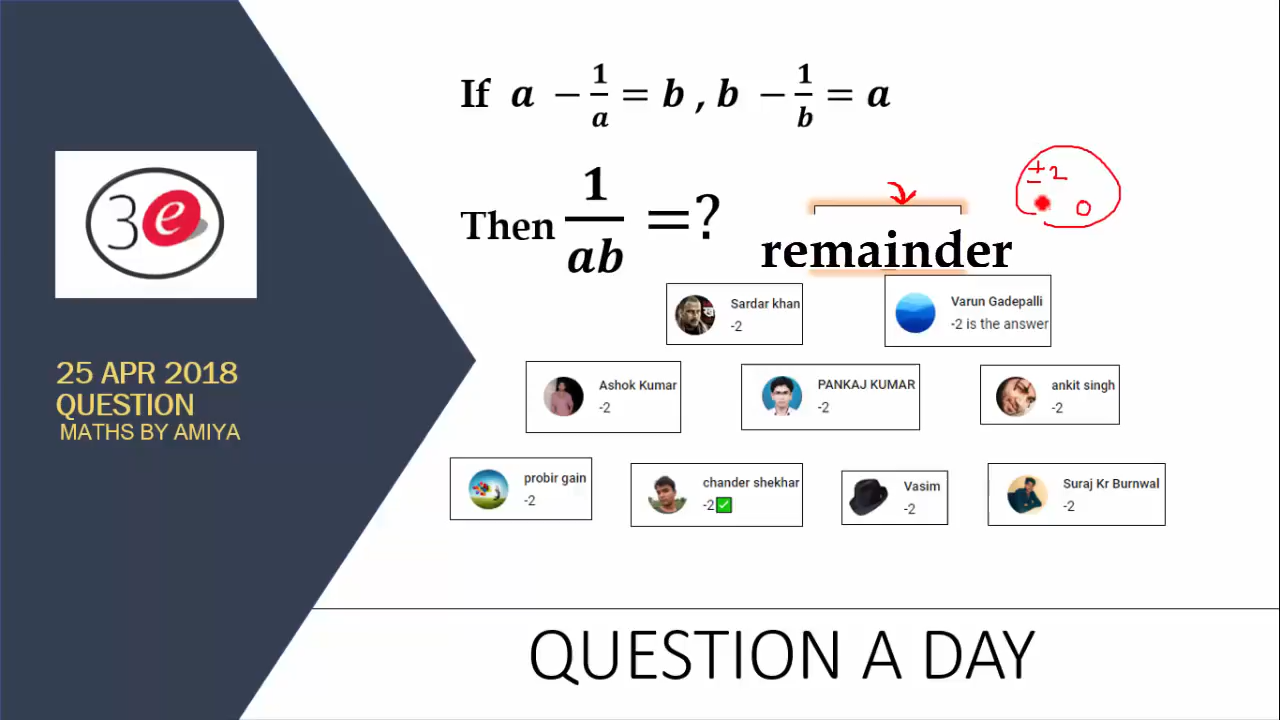 If a − 1/a = b , b − 1/b = a
Then 1/ab =? remainder
± 2
0
3e
25 APR 2018
QUESTION
MATHS BY AMIYA
Sardar khan
-2
Varun Gadepalli
-2 is the answer
Ashok Kumar
-2
PANKAJ KUMAR
-2
ankit singh
-2
probir gain
-2
chander shekhar
-2✅
Vasim
-2
Suraj Kr Burnwal
-2
QUESTION A DAY